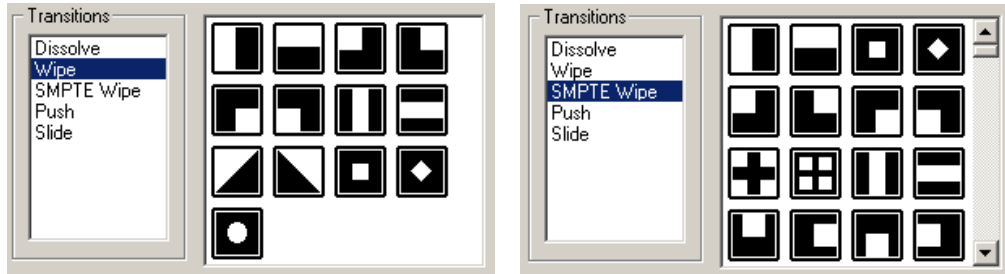 Transitions
Dissolve
Wipe
SMPTE Wipe
Push
Slide
Transitions
Dissolve
Wipe
SMPTE Wipe
Push
Slide